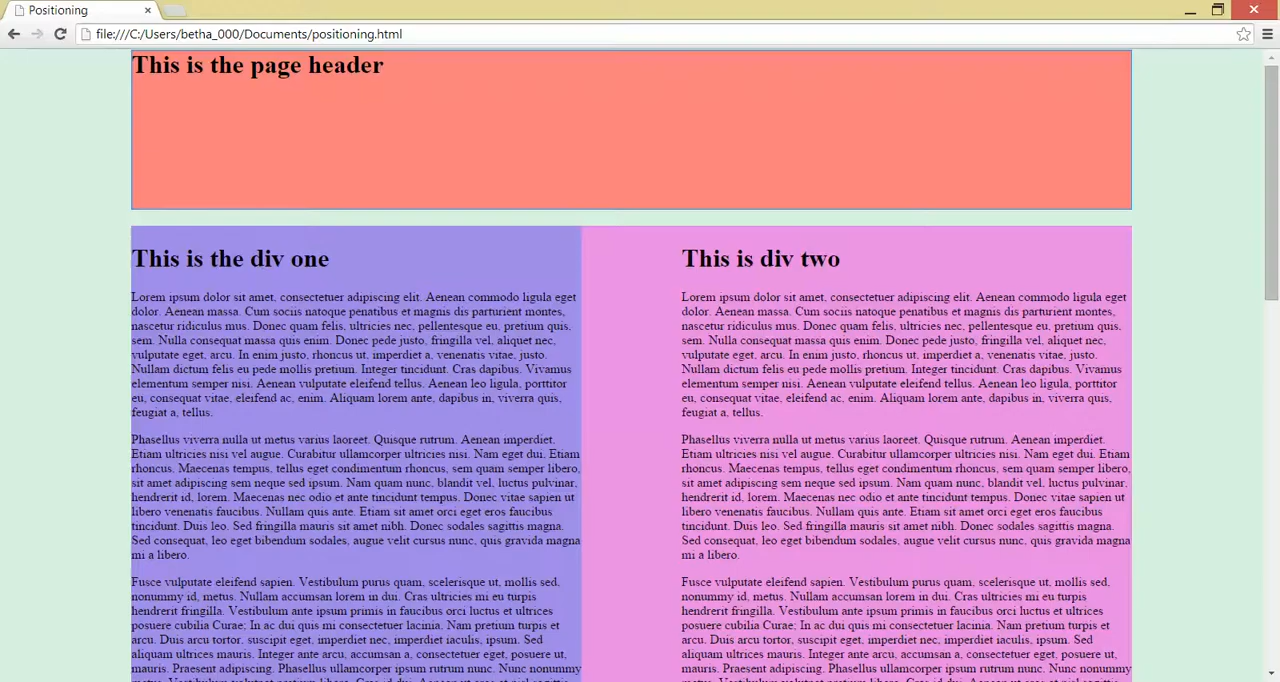 Positioning
file:///C:/Users/betha_000/Documents/positioning.html
This is the page header
This is the div one
Lorem ipsum dolor sit amet, consectetuer adipiscing elit. Aenean commodo ligula eget
dolor. Aenean massa. Cum sociis natoque penatibus et magnis dis parturient montes,
nascetur ridiculus mus. Donec quam felis, ultricies nec, pellentesque eu, pretium quis,
sem. Nulla consequat massa quis enim. Donec pede justo, fringilla vel, aliquet nec,
vulputate eget, arcu. In enim justo, rhoncus ut, imperdiet a, venenatis vitae, justo.
Nullam dictum felis eu pede mollis pretium. Integer tincidunt. Cras dapibus. Vivamus
elementum semper nisi. Aenean vulputate eleifend tellus. Aenean leo ligula, porttitor
eu, consequat vitae, eleifend ac, enim. Aliquam lorem ante, dapibus in, viverra quis,
feugiat a, tellus.
Phasellus viverra nulla ut metus varius laoreet. Quisque rutrum. Aenean imperdiet.
Etiam ultricies nisi vel augue. Curabitur ullamcorper ultricies nisi. Nam eget dui. Etiam
rhoncus. Maecenas tempus, tellus eget condimentum rhoncus, sem quam semper libero,
sit amet adipiscing sem neque sed ipsum. Nam quam nunc, blandit vel, luctus pulvinar,
hendrerit id, lorem. Maecenas nec odio et ante tincidunt tempus. Donec vitae sapien ut
libero venenatis faucibus. Nullam quis ante. Etiam sit amet orci eget eros faucibus
tincidunt. Duis leo. Sed fringilla mauris sit amet nibh. Donec sodales sagittis magna.
Sed consequat, leo eget bibendum sodales, augue velit cursus nunc, quis gravida magna
mi a libero.
Fusce vulputate eleifend sapien. Vestibulum purus quam, scelerisque ut, mollis sed,
nonummy id, metus. Nullam accumsan lorem in dui. Cras ultricies mi eu turpis
hendrerit fringilla. Vestibulum ante ipsum primis in faucibus orci luctus et ultrices
posuere cubilia Curae; In ac dui quis mi consectetuer lacinia. Nam pretium turpis et
arcu. Duis arcu tortor, suscipit eget, imperdiet nec, imperdiet iaculis, ipsum. Sed
aliquam ultrices mauris. Integer ante arcu, accumsan a, consectetuer eget, posuere ut,
mauris. Praesent adipiscing. Phasellus ullamcorper ipsum rutrum nunc. Nunc nonummy
This is div two
Lorem ipsum dolor sit amet, consectetuer adipiscing elit. Aenean commodo ligula eget
dolor. Aenean massa. Cum sociis natoque penatibus et magnis dis parturient montes,
nascetur ridiculus mus. Donec quam felis, ultricies nec, pellentesque eu, pretium quis,
sem. Nulla consequat massa quis enim. Donec pede justo, fringilla vel, aliquet nec,
vulputate eget, arcu. In enim justo, rhoncus ut, imperdiet a, venenatis vitae, justo.
Nullam dictum felis eu pede mollis pretium. Integer tincidunt. Cras dapibus. Vivamus
elementum semper nisi. Aenean vulputate eleifend tellus. Aenean leo ligula, porttitor
eu, consequat vitae, eleifend ac, enim. Aliquam lorem ante, dapibus in, viverra quis,
feugiat a, tellus.
Phasellus viverra nulla ut metus varius laoreet. Quisque rutrum. Aenean imperdiet.
Etiam ultricies nisi vel augue. Curabitur ullamcorper ultricies nisi. Nam eget dui. Etiam
rhoncus. Maecenas tempus, tellus eget condimentum rhoncus, sem quam semper libero,
sit amet adipiscing sem neque sed ipsum. Nam quam nunc, blandit vel, luctus pulvinar,
hendrerit id, lorem. Maecenas nec odio et ante tincidunt tempus. Donec vitae sapien ut
libero venenatis faucibus. Nullam quis ante. Etiam sit amet orci eget eros faucibus
tincidunt. Duis leo. Sed fringilla mauris sit amet nibh. Donec sodales sagittis magna.
Sed consequat, leo eget bibendum sodales, augue velit cursus nunc, quis gravida magna
mi a libero.
Fusce vulputate eleifend sapien. Vestibulum purus quam, scelerisque ut, mollis sed,
nonummy id, metus. Nullam accumsan lorem in dui. Cras ultricies mi eu turpis
hendrerit fringilla. Vestibulum ante ipsum primis in faucibus orci luctus et ultrices
posuere cubilia Curae; In ac dui quis mi consectetuer lacinia. Nam pretium turpis et
arcu. Duis arcu tortor, suscipit eget, imperdiet nec, imperdiet iaculis, ipsum. Sed
aliquam ultrices mauris. Integer ante arcu, accumsan a, consectetuer eget, posuere ut,
mauris. Praesent adipiscing. Phasellus ullamcorper ipsum rutrum nunc. Nunc nonummy